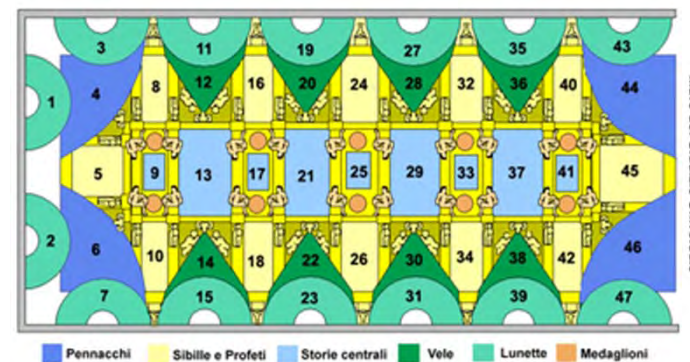 3 11 19 27 35 43
1 4 8 12 16 20 24 28 32 36 40 44
5 9 13 17 21 25 29 33 37 41 45
2 6 10 14 18 22 26 30 34 38 42 46
7 15 23 31 39 47
Pennacchi Sibille e Profeti Storie centrali Vele Lunette Medaglioni